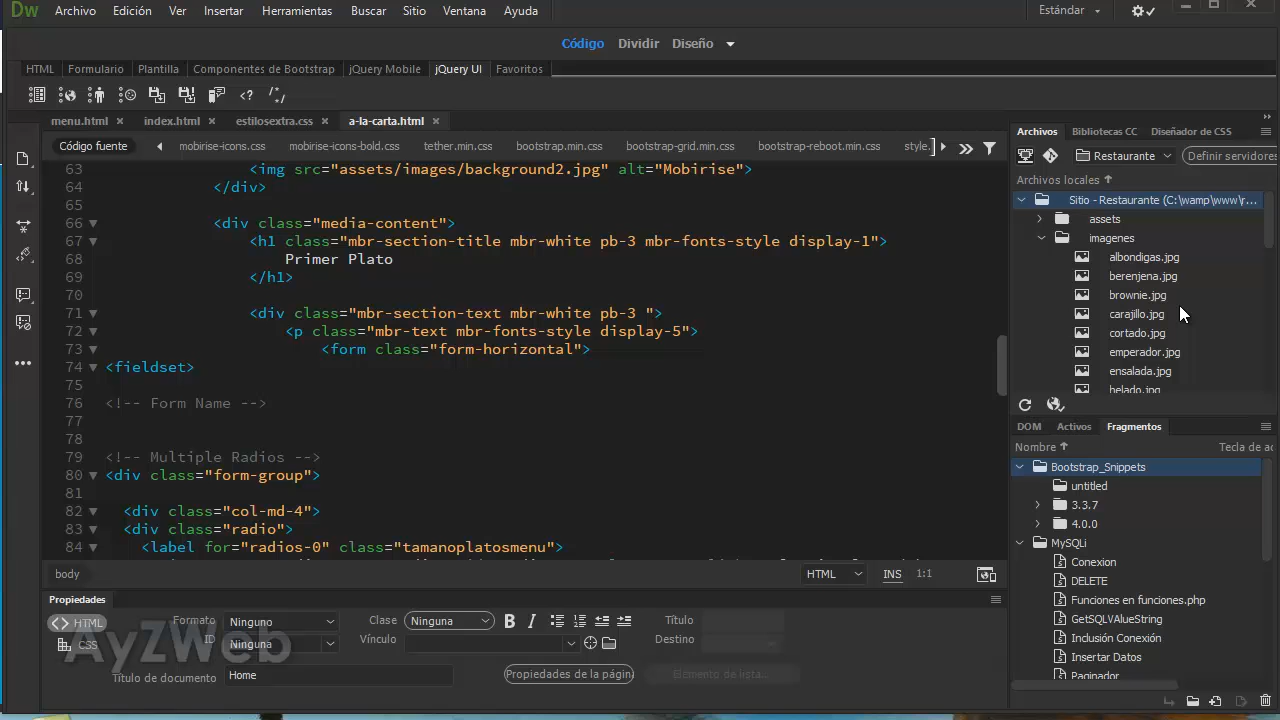 Dw Archivo Edición Ver Insertar Herramientas Buscar Sitio Ventana Ayuda Estándar
Código Dividir Diseño
HTML Formulario Plantilla Componentes de Bootstrap jQuery Mobile jQuery UI Favoritos
menu.html index.html estilosextra.css a-la-carta.html
Código fuente mobirise-icons.css mobirise-icons-bold.css tether.min.css bootstrap.min.css bootstrap-grid.min.css bootstrap-reboot.min.css style.
63 <img src="assets/images/background2.jpg" alt="Mobirise">
64 </div>
65
66 <div class="media-content">
67 <h1 class="mbr-section-title mbr-white pb-3 mbr-fonts-style display-1">
68 Primer Plato
69 </h1>
70
71 <div class="mbr-section-text mbr-white pb-3 ">
72 <p class="mbr-text mbr-fonts-style display-5">
73 <form class="form-horizontal">
74 <fieldset>
75
76 <!-- Form Name -->
77
78
79 <!-- Multiple Radios -->
80 <div class="form-group">
81
82 <div class="col-md-4">
83 <div class="radio">
84 <label for="radios-0" class="tamanoplatosmenu">
body HTML INS 1:1
Propiedades
HTML Formato Ninguno Clase Ninguna B I Título
CSS ID Ninguna Vínculo Destino
AyZWeb
Título de documento Home Propiedades de la página Elemento de lista...
Archivos Bibliotecas CC Diseñador de CSS
Restaurante Definir servidores
Archivos locales
Sitio - Restaurante (C:\wamp\www\r...
assets
imagenes
albondigas.jpg
berenjena.jpg
brownie.jpg
carajillo.jpg
cortado.jpg
emperador.jpg
ensalada.jpg
helado.jpg
DOM Activos Fragmentos
Nombre Tecla de ac
Bootstrap_Snippets
untitled
3.3.7
4.0.0
MySQLi
Conexion
DELETE
Funciones en funciones.php
GetSQLValueString
Inclusión Conexión
Insertar Datos
Paginador